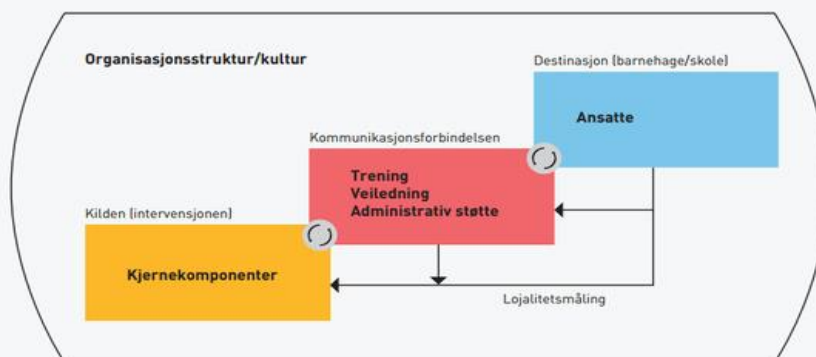 Organisasjonsstruktur/kultur
Destinasjon (barnehage/skole)
Ansatte
Kommunikasjonsforbindelsen
Trening
Veiledning
Administrativ støtte
Kilden (intervensjonen)
Kjernekomponenter
Lojalitetsmåling